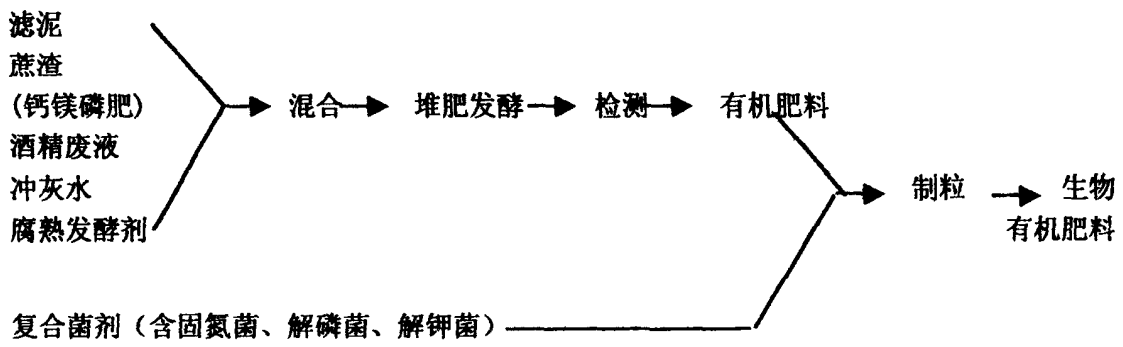 滤泥
蔗渣
(钙镁磷肥)
酒精废液
冲灰水
腐熟发酵剂
混合
堆肥发酵
检测
有机肥料
制粒
生物
有机肥料
复合菌剂（含固氮菌、解磷菌、解钾菌）